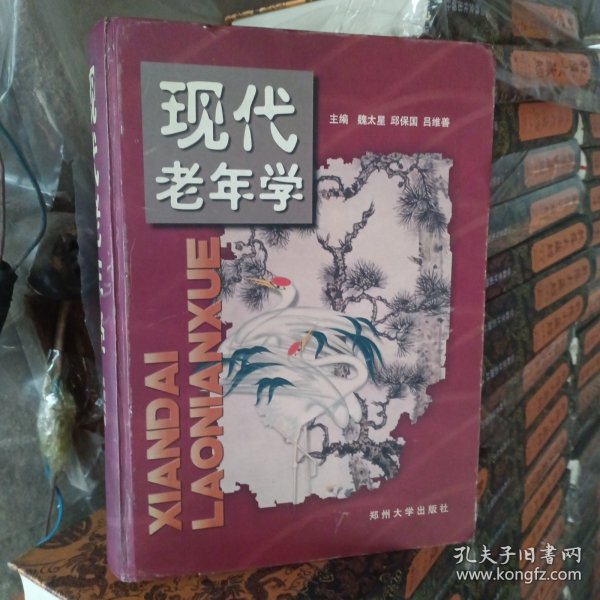 现代
老年学
主编 魏太星 邱保国 吕维善
XIANDAI
LAONIANXUE
郑州大学出版社
孔夫子旧书网
www.kongfz.com